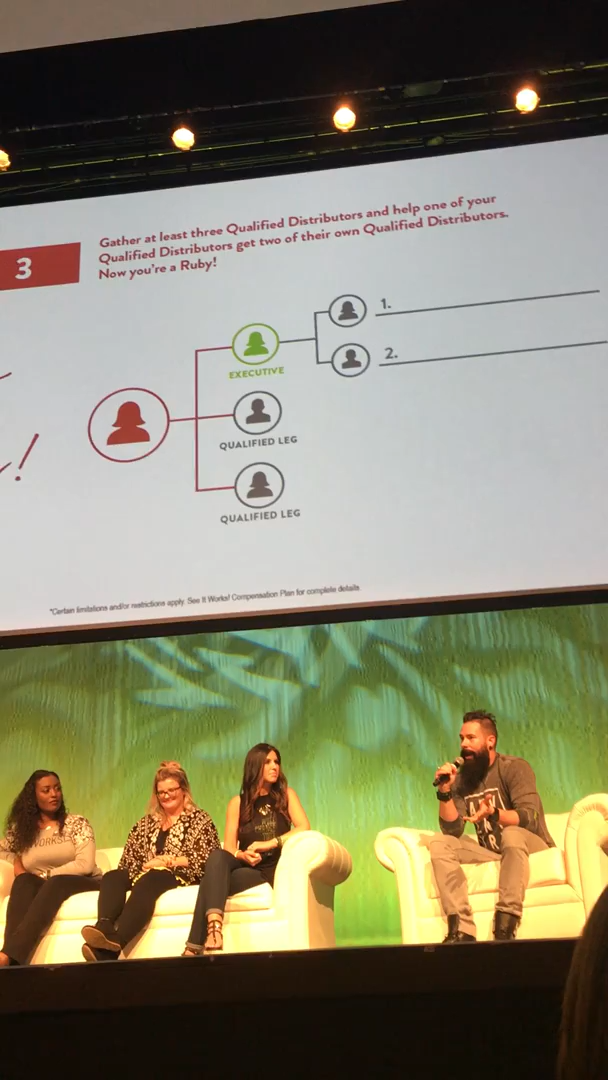 3
Gather at least three Qualified Distributors and help one of your
Qualified Distributors get two of their own Qualified Distributors.
Now you're a Ruby!
1.
2.
EXECUTIVE
QUALIFIED LEG
QUALIFIED LEG
!
*Certain limitations and/or restrictions apply. See It Works! Compensation Plan for complete details.
WORKS